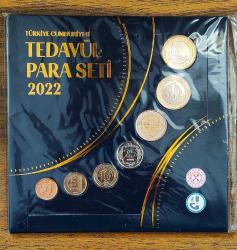 TÜRKİYE CUMHURİYETİ
TEDAVÜL
PARA SETİ
2022